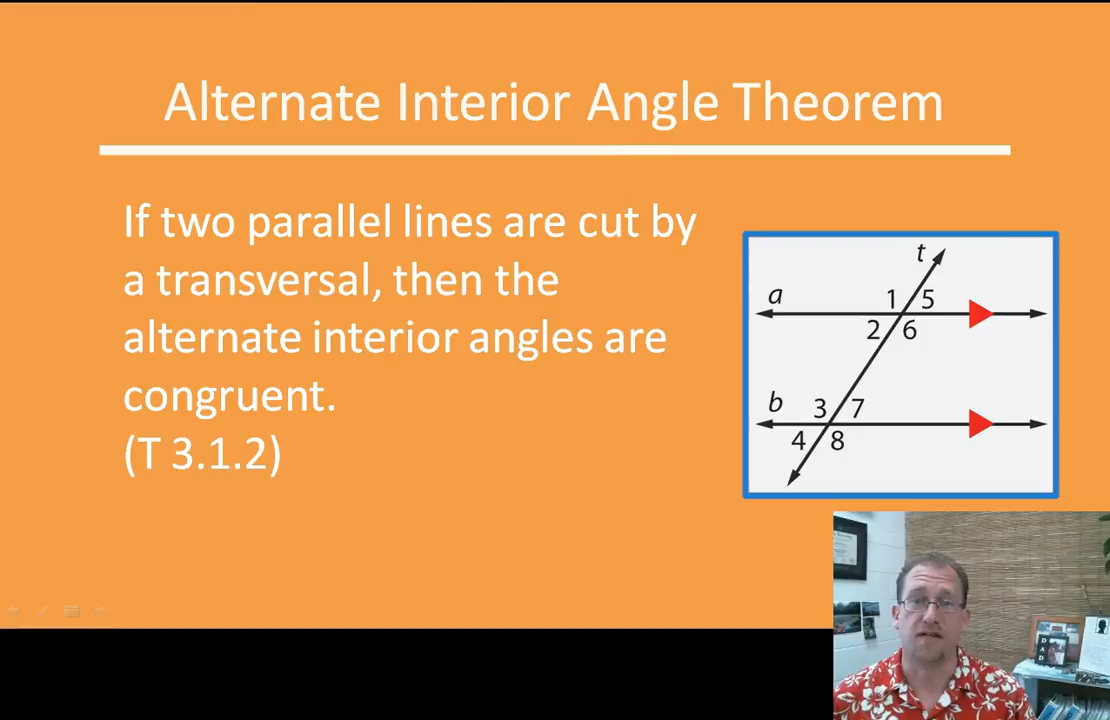 Alternate Interior Angle Theorem
If two parallel lines are cut by
a transversal, then the
alternate interior angles are
congruent.
(T 3.1.2)
t
a
1 5
2 6
b
3 7
4 8
DAD